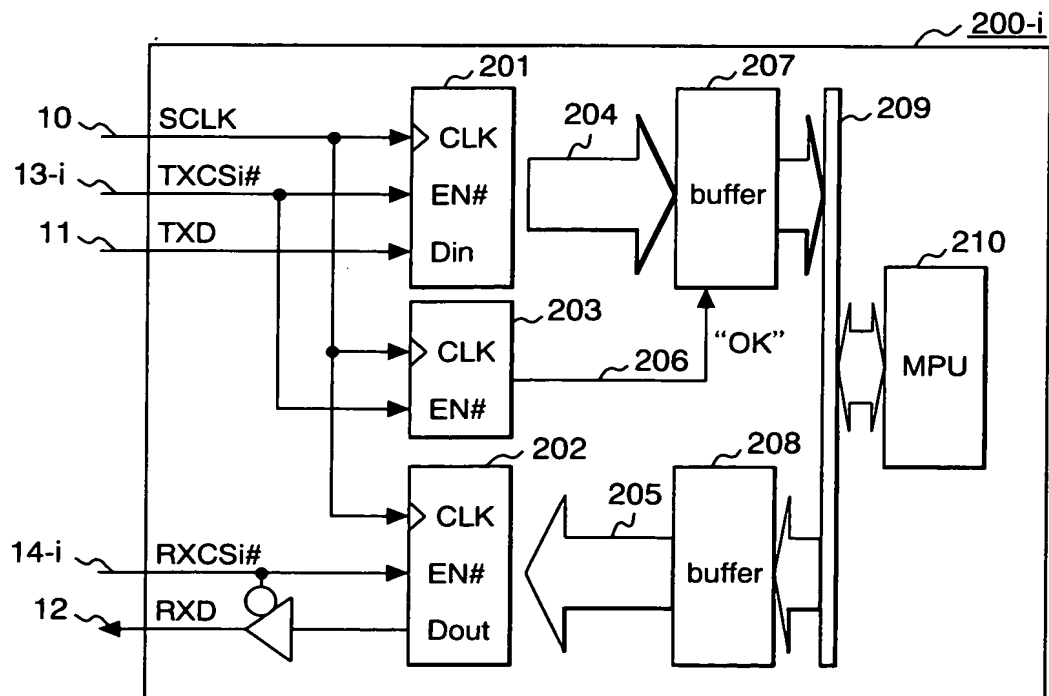 200-i
201
207
10
SCLK
CLK
204
209
13-i
TXCSi#
EN#
buffer
11
TXD
Din
210
203
CLK
206
"OK"
MPU
EN#
202
208
205
CLK
14-i
RXCSi#
EN#
buffer
12
RXD
Dout